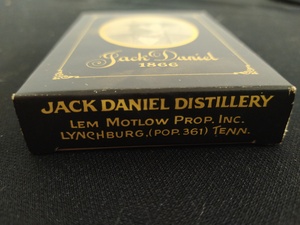 Jack Daniel
1866
JACK DANIEL DISTILLERY
LEM MOTLOW PROP. INC.
LYNCHBURG, (POP. 361) TENN.